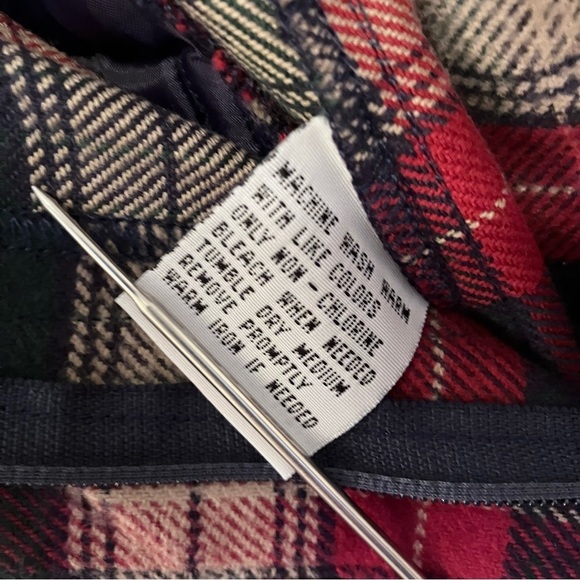 MACHINE WASH WARM
WITH LIKE COLORS
ONLY NON-CHLORINE
BLEACH WHEN NEEDED
TUMBLE DRY MEDIUM
REMOVE PROMPTLY
WARM IRON IF NEEDED